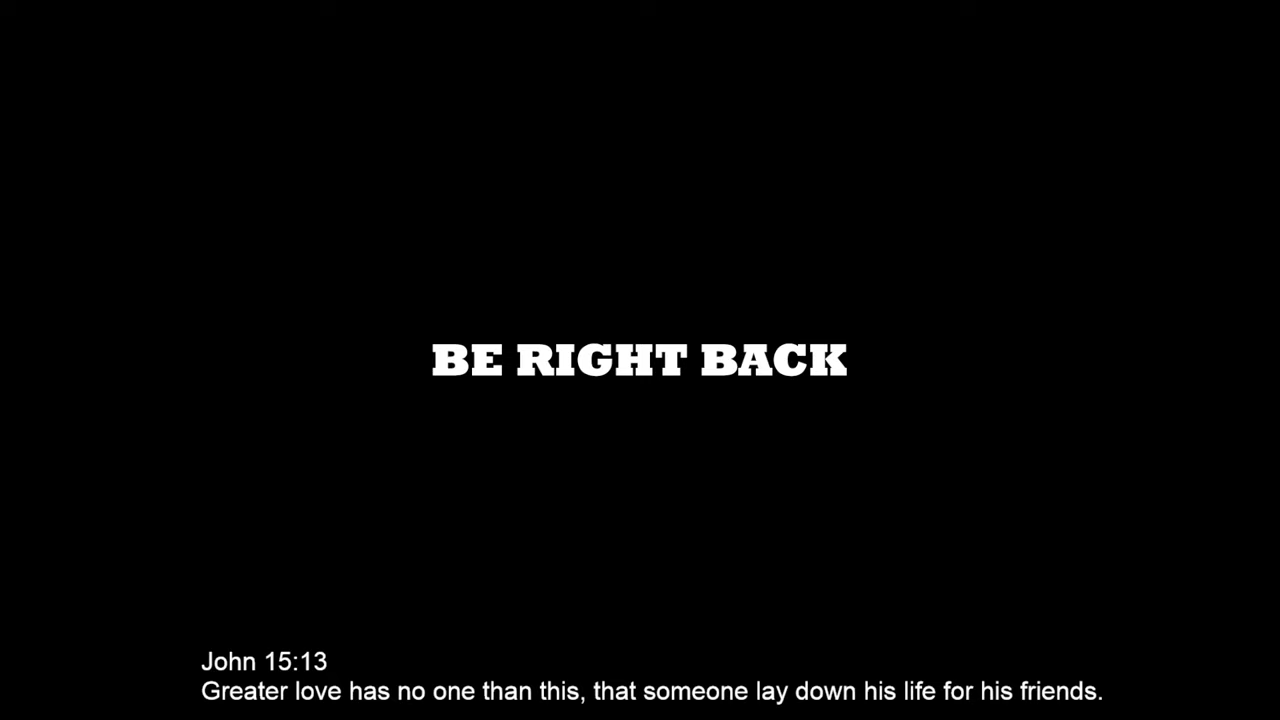 BE RIGHT BACK
John 15:13
Greater love has no one than this, that someone lay down his life for his friends.